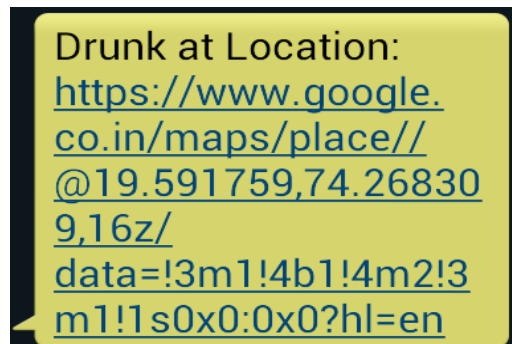 Drunk at Location:
https://www.google.
co.in/maps/place//
@19.591759,74.26830
9,16z/
data=!3m1!4b1!4m2!3
m1!1s0x0:0x0?hl=en